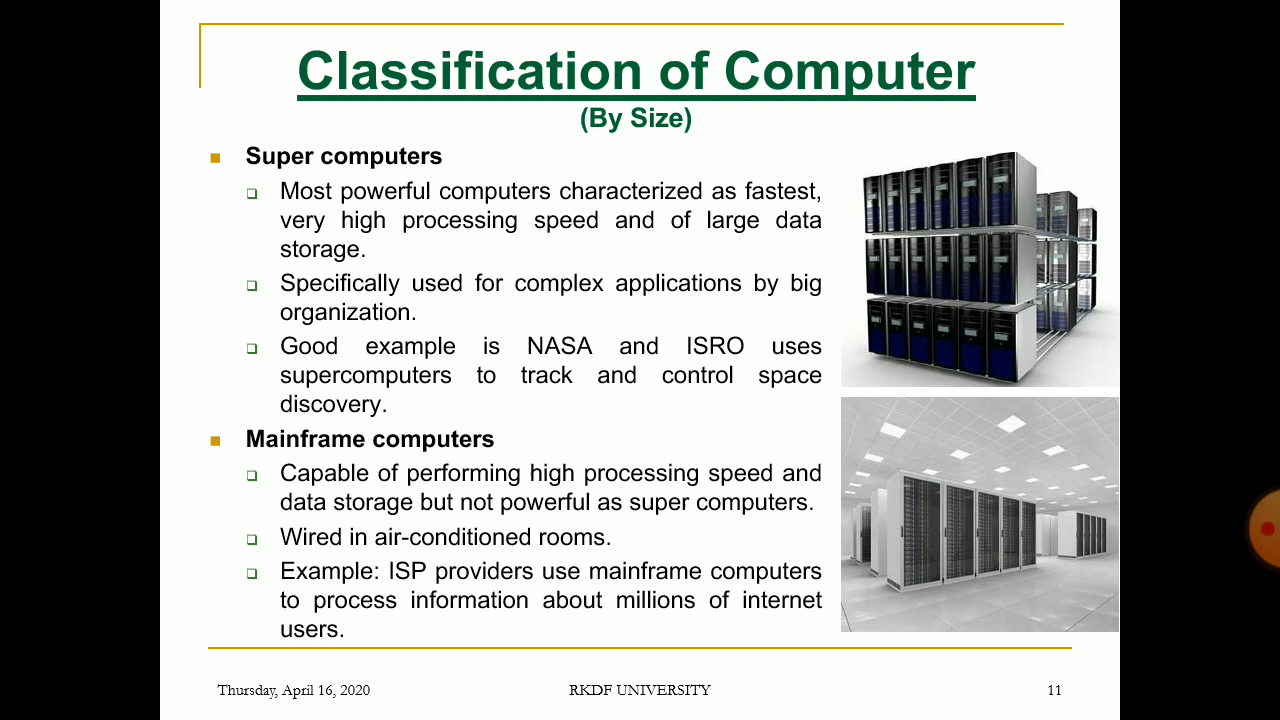 Classification of Computer
(By Size)
Super computers
Most powerful computers characterized as fastest,
very high processing speed and of large data
storage.
Specifically used for complex applications by big
organization.
Good example is NASA and ISRO uses
supercomputers to track and control space
discovery.
Mainframe computers
Capable of performing high processing speed and
data storage but not powerful as super computers.
Wired in air-conditioned rooms.
Example: ISP providers use mainframe computers
to process information about millions of internet
users.
Thursday, April 16, 2020
RKDF UNIVERSITY
11